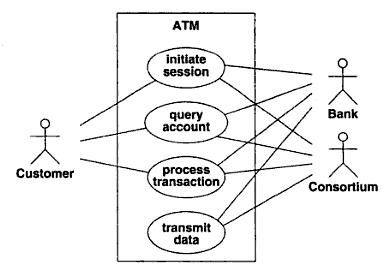 ATM
initiate
session
query
account
process
transaction
transmit
data
Customer
Bank
Consortium